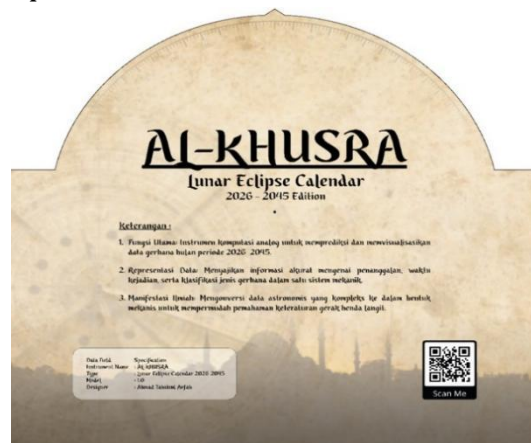 AL-KHUSRA
Lunar Eclipse Calendar
2026 - 2045 Edition
Keterangan :
1. Fungsi Utama: Instrumen komputasi analog untuk memprediksi dan memvisualisasikan
data gerhana bulan periode 2026-2045.
2. Representasi Data: Menyajikan informasi akurat mengenai penanggalan, waktu
kejadian, serta klasifikasi jenis gerhana dalam satu sistem mekanik.
3. Manifestasi Ilmiah: Mengonversi data astronomis yang kompleks ke dalam bentuk
mekanis untuk mempermudah pemahaman keteraturan gerak benda langit.
Data Field Specification
Instrument Name : AL-KHUSRA
Type : Lunar Eclipse Calendar 2026-2045
Model :
Designer : Ahmad
Scan Me